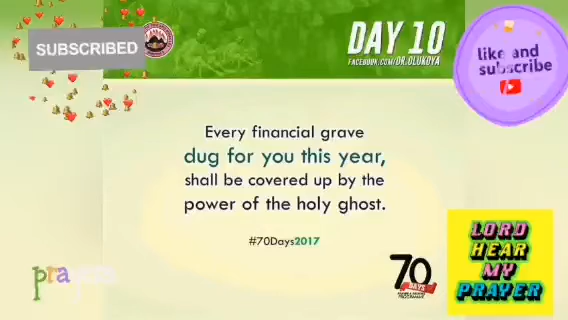 SUBSCRIBED
DAY 10
FACEBOOK.COM/DR.OLUKOYA
like and
subscribe
Every financial grave
dug for you this year,
shall be covered up by the
power of the holy ghost.
#70Days2017
70
DAYS
PROGRAMME
LORD
HEAR
MY
PRAYER